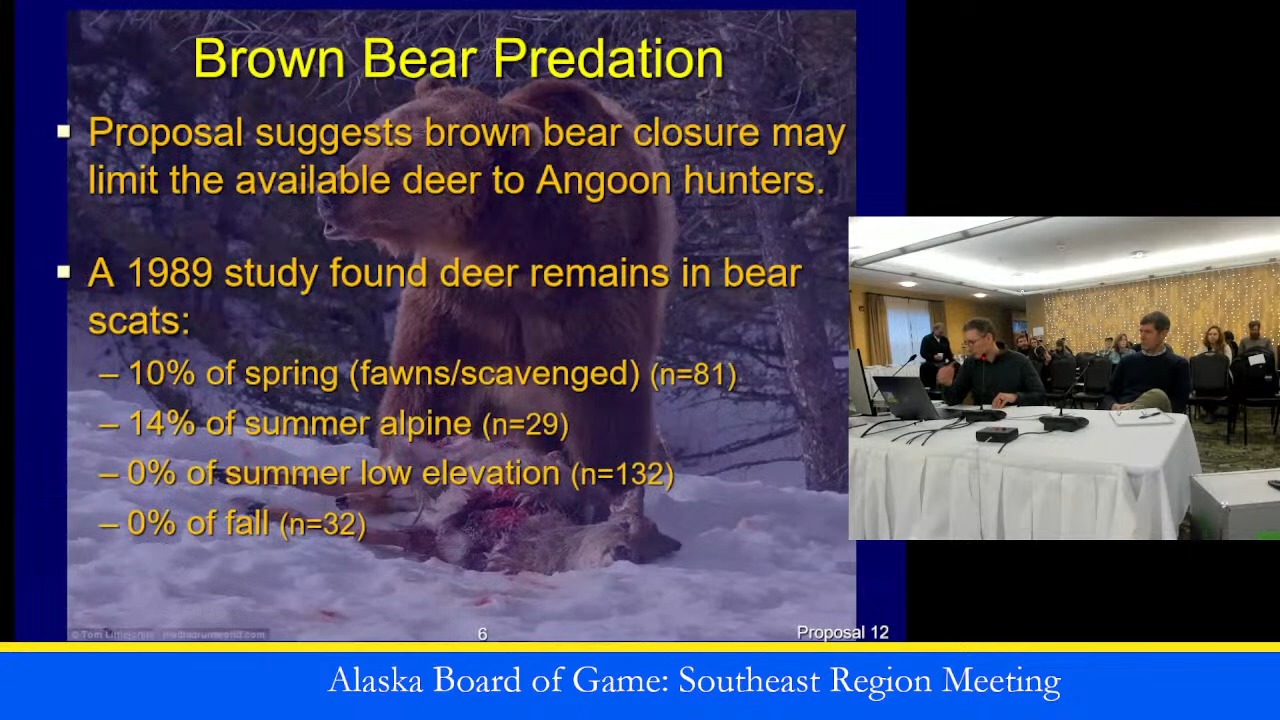 Brown Bear Predation
Proposal suggests brown bear closure may
limit the available deer to Angoon hunters.
A 1989 study found deer remains in bear
scats:
– 10% of spring (fawns/scavenged) (n=81)
– 14% of summer alpine (n=29)
– 0% of summer low elevation (n=132)
– 0% of fall (n=32)
© Tom
6
Proposal 12
Alaska Board of Game: Southeast Region Meeting